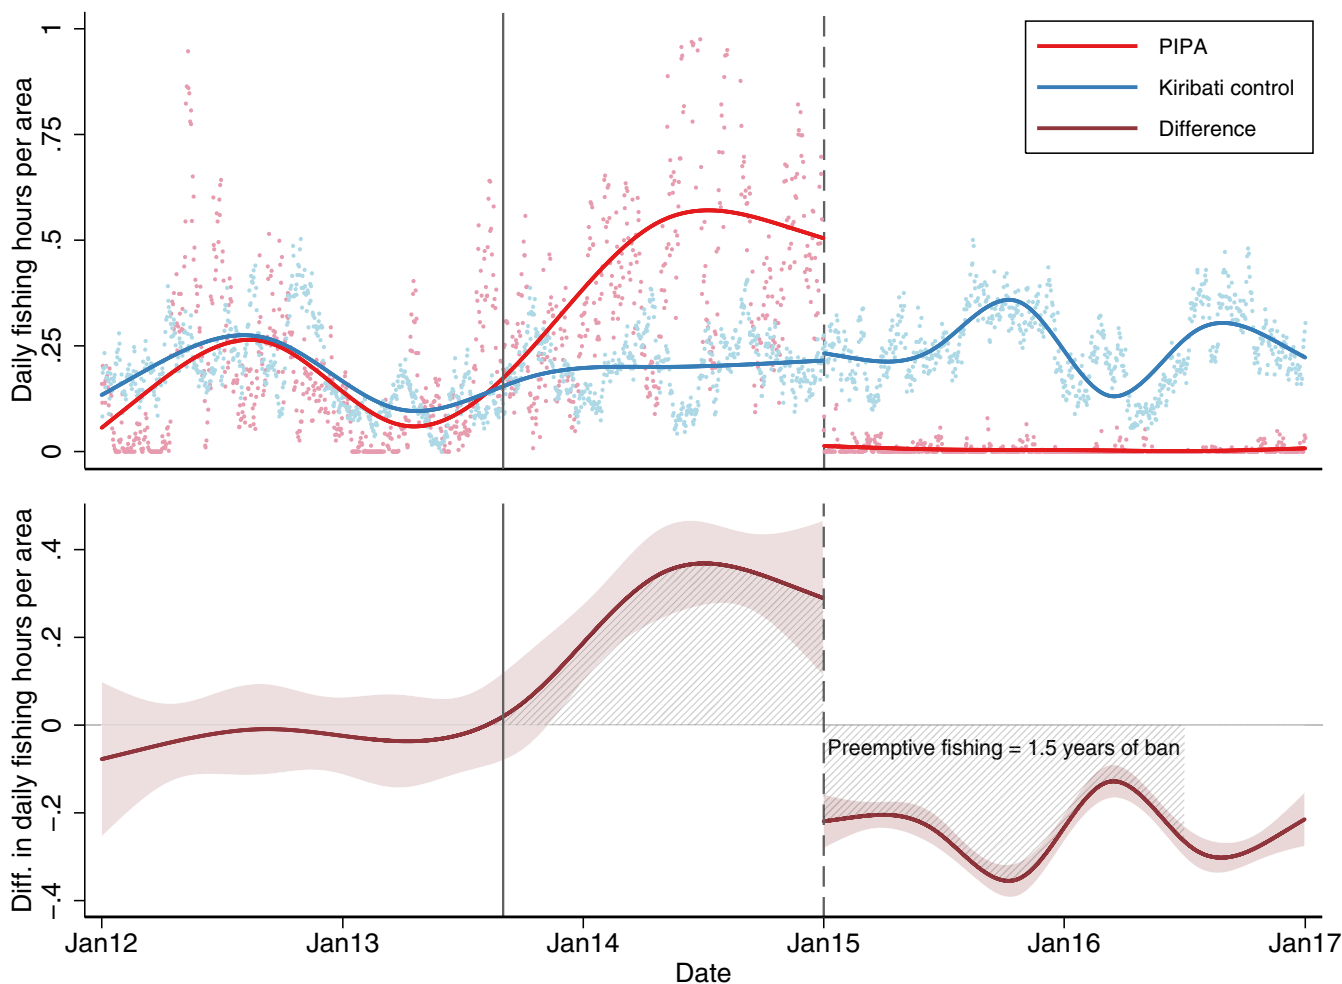 Daily fishing hours per area
1
.75
.5
.25
0
PIPA
Kiribati control
Difference
Diff. in daily fishing hours per area
.4
.2
0
−.2
−.4
Preemptive fishing = 1.5 years of ban
Jan12 Jan13 Jan14 Jan15 Jan16 Jan17
Date